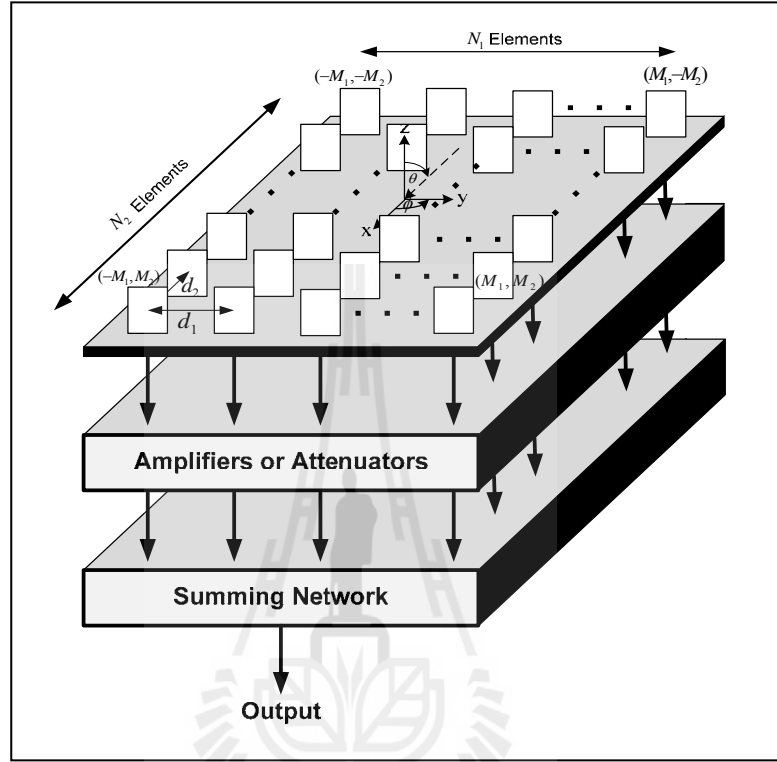 N₁ Elements
(−M₁,−M₂)
(M₁,−M₂)
z
θ
N₂ Elements
ϕ
y
x
(−M₁,M₂)
d₂
(M₁,M₂)
d₁
Amplifiers or Attenuators
Summing Network
Output